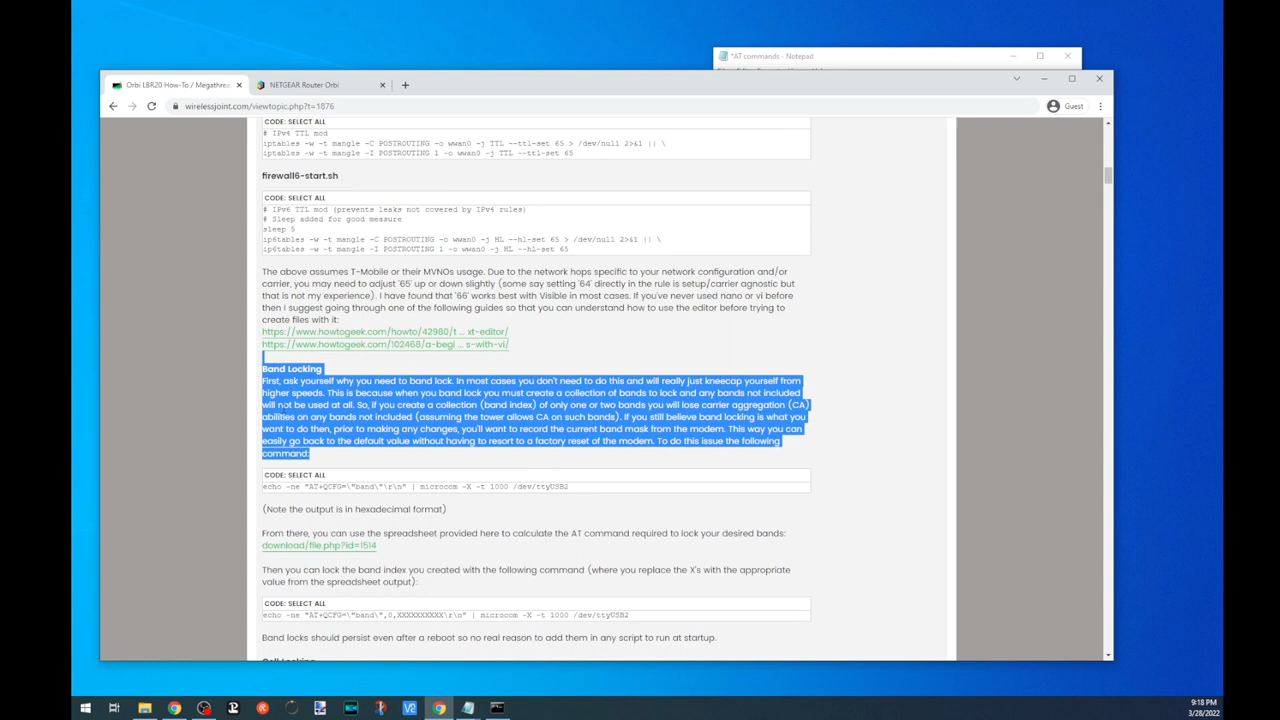 *AT commands - Notepad
Orbi LBR20 How-To / Megathre
NETGEAR Router Orbi
wirelessjoint.com/viewtopic.php?t=1876
Guest
CODE: SELECT ALL
# IPv4 TTL mod
iptables -w -t mangle -C POSTROUTING -o wwan0 -j TTL --ttl-set 65 > /dev/null 2>&1 || \
iptables -w -t mangle -I POSTROUTING 1 -o wwan0 -j TTL --ttl-set 65
firewall6-start.sh
CODE: SELECT ALL
# IPv6 TTL mod (prevents leaks not covered by IPv4 rules)
# Sleep added for good measure
sleep 5
ip6tables -w -t mangle -C POSTROUTING -o wwan0 -j HL --hl-set 65 > /dev/null 2>&1 || \
ip6tables -w -t mangle -I POSTROUTING 1 -o wwan0 -j HL --hl-set 65
The above assumes T-Mobile or their MVNOs usage. Due to the network hops specific to your network configuration and/or
carrier, you may need to adjust '65' up or down slightly (some say setting '64' directly in the rule is setup/carrier agnostic but
that is not my experience). I have found that '66' works best with Visible in most cases. If you've never used nano or vi before
then I suggest going through one of the following guides so that you can understand how to use the editor before trying to
create files with it:
https://www.howtogeek.com/howto/42980/t ... xt-editor/
https://www.howtogeek.com/102468/a-begi ... s-with-vi/
Band Locking
First, ask yourself why you need to band lock. In most cases you don't need to do this and will really just kneecap yourself from
higher speeds. This is because when you band lock you must create a collection of bands to lock and any bands not included
will not be used at all. So, if you create a collection (band index) of only one or two bands you will lose carrier aggregation (CA)
abilities on any bands not included (assuming the tower allows CA on such bands). If you still believe band locking is what you
want to do then, prior to making any changes, you'll want to record the current band mask from the modem. This way you can
easily go back to the default value without having to resort to a factory reset of the modem. To do this issue the following
command:
CODE: SELECT ALL
echo -ne "AT+QCFG=\"band\"\r\n" | microcom -X -t 1000 /dev/ttyUSB2
(Note the output is in hexadecimal format)
From there, you can use the spreadsheet provided here to calculate the AT command required to lock your desired bands:
download/file.php?id=1514
Then you can lock the band index you created with the following command (where you replace the X's with the appropriate
value from the spreadsheet output):
CODE: SELECT ALL
echo -ne "AT+QCFG=\"band\",0,XXXXXXXXXX\r\n" | microcom -X -t 1000 /dev/ttyUSB2
Band locks should persist even after a reboot so no real reason to add them in any script to run at startup.
9:18 PM
3/28/2022